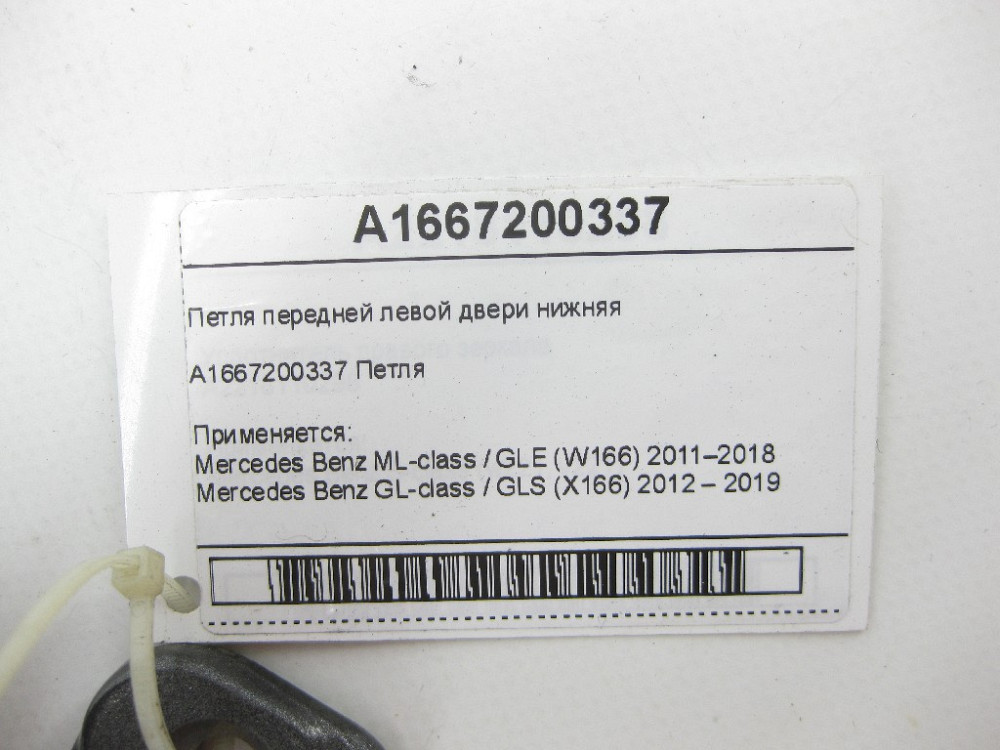 A1667200337
Петля передней левой двери нижняя
A1667200337 Петля
Применяется:
Mercedes Benz ML-class / GLE (W166) 2011–2018
Mercedes Benz GL-class / GLS (X166) 2012 – 2019